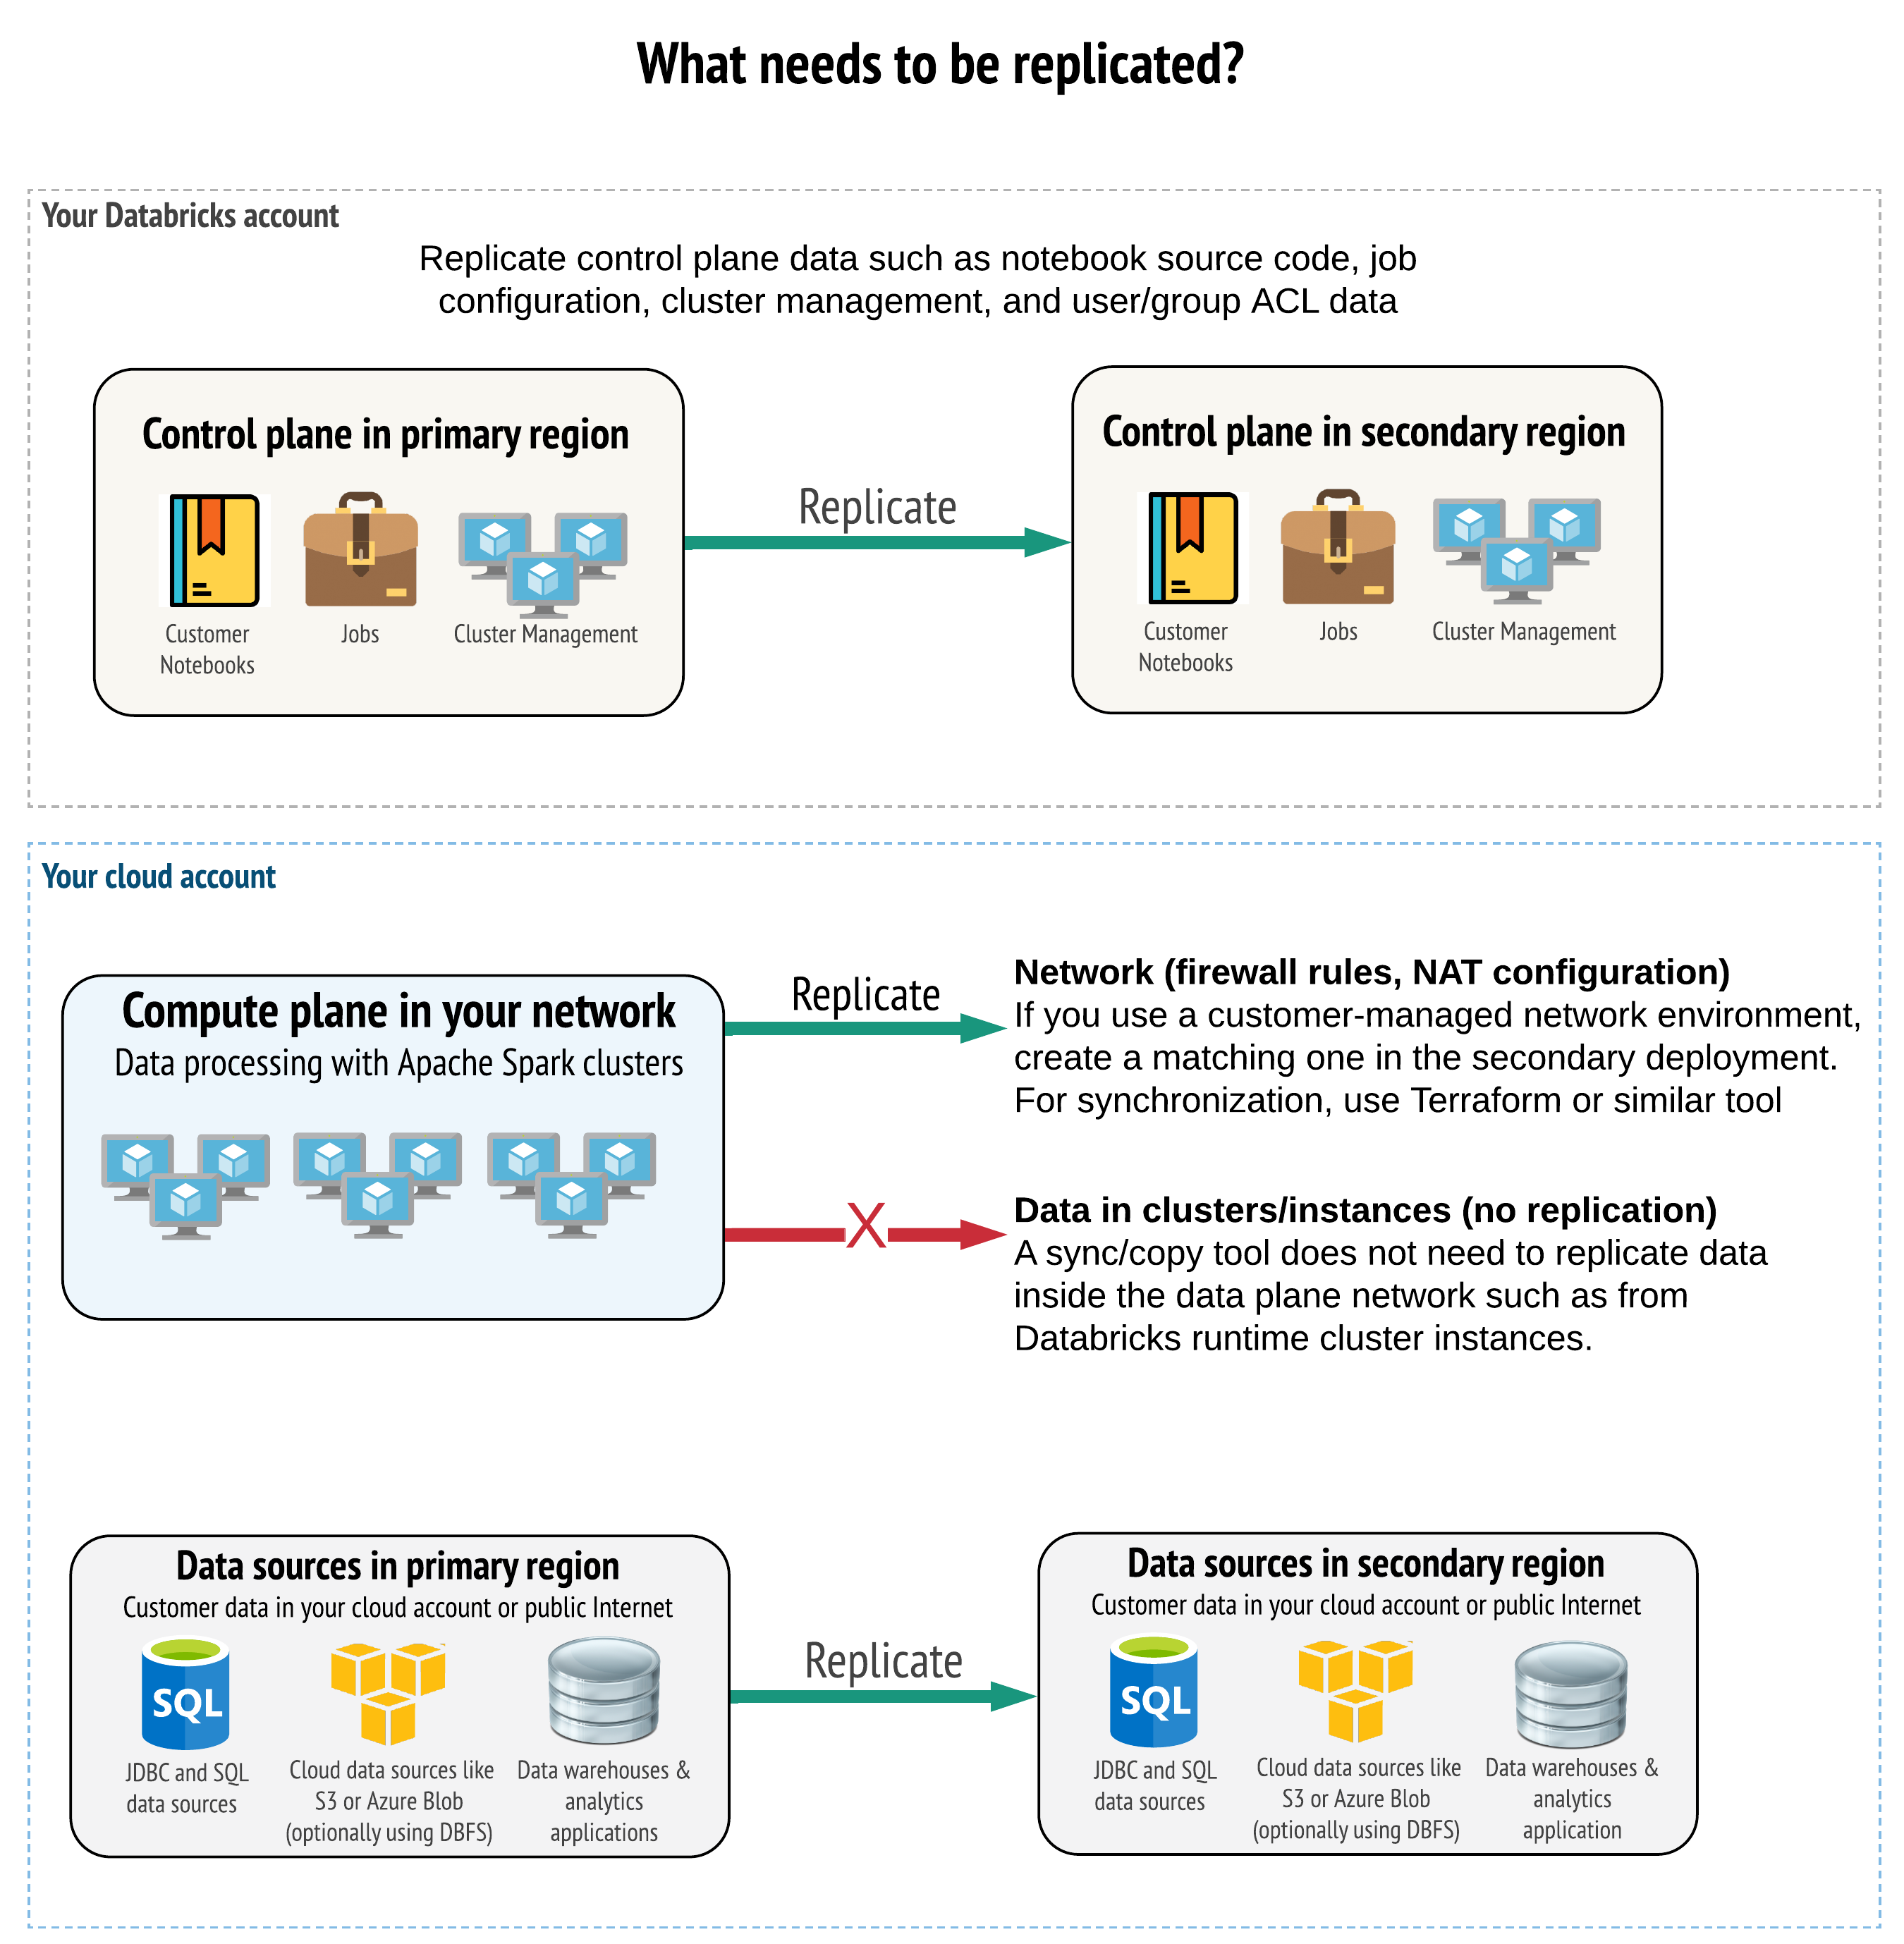 What needs to be replicated?
Your Databricks account
Replicate control plane data such as notebook source code, job
configuration, cluster management, and user/group ACL data
Control plane in primary region
Customer
Notebooks
Jobs
Cluster Management
Replicate
Control plane in secondary region
Customer
Notebooks
Jobs
Cluster Management
Your cloud account
Compute plane in your network
Data processing with Apache Spark clusters
Replicate
Network (firewall rules, NAT configuration)
If you use a customer-managed network environment,
create a matching one in the secondary deployment.
For synchronization, use Terraform or similar tool
X
Data in clusters/instances (no replication)
A sync/copy tool does not need to replicate data
inside the data plane network such as from
Databricks runtime cluster instances.
Data sources in primary region
Customer data in your cloud account or public Internet
SQL
JDBC and SQL
data sources
Cloud data sources like
S3 or Azure Blob
(optionally using DBFS)
Data warehouses &
analytics
applications
Replicate
Data sources in secondary region
Customer data in your cloud account or public Internet
SQL
JDBC and SQL
data sources
Cloud data sources like
S3 or Azure Blob
(optionally using DBFS)
Data warehouses &
analytics
application